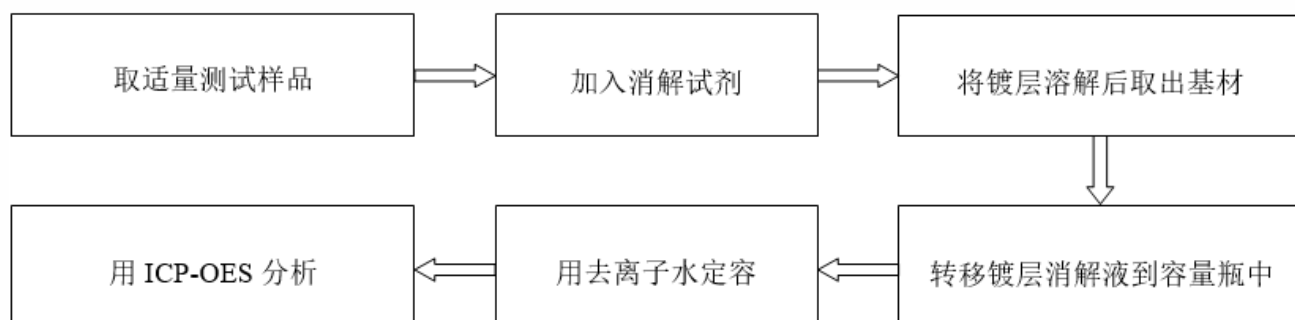 取适量测试样品
加入消解试剂
将镀层溶解后取出基材
转移镀层消解液到容量瓶中
用去离子水定容
用 ICP-OES 分析